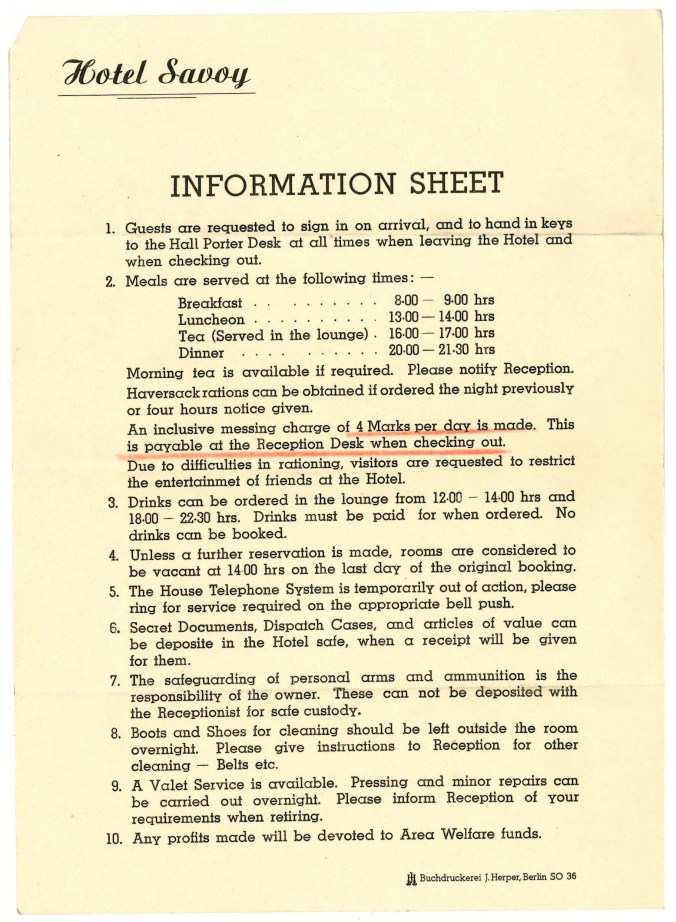 Hotel Savoy
INFORMATION SHEET
1. Guests are requested to sign in on arrival, and to hand in keys
to the Hall Porter Desk at all times when leaving the Hotel and
when checking out.
2. Meals are served at the following times: —
Breakfast . . . . . . . . . 8·00 — 9·00 hrs
Luncheon . . . . . . . . . . 13·00 — 14·00 hrs
Tea (Served in the lounge) . 16·00 — 17·00 hrs
Dinner . . . . . . . . . . 20·00 — 21·30 hrs
Morning tea is available if required. Please notify Reception.
Haversack rations can be obtained if ordered the night previously
or four hours notice given.
An inclusive messing charge of 4 Marks per day is made. This
is payable at the Reception Desk when checking out.
Due to difficulties in rationing, visitors are requested to restrict
the entertainmet of friends at the Hotel.
3. Drinks can be ordered in the lounge from 12·00 — 14·00 hrs and
18·00 — 22·30 hrs. Drinks must be paid for when ordered. No
drinks can be booked.
4. Unless a further reservation is made, rooms are considered to
be vacant at 14·00 hrs on the last day of the original booking.
5. The House Telephone System is temporarily out of action, please
ring for service required on the appropriate bell push.
6. Secret Documents, Dispatch Cases, and articles of value can
be deposite in the Hotel safe, when a receipt will be given
for them.
7. The safeguarding of personal arms and ammunition is the
responsibility of the owner. These can not be deposited with
the Receptionist for safe custody.
8. Boots and Shoes for cleaning should be left outside the room
overnight. Please give instructions to Reception for other
cleaning — Belts etc.
9. A Valet Service is available. Pressing and minor repairs can
be carried out overnight. Please inform Reception of your
requirements when retiring.
10. Any profits made will be devoted to Area Welfare funds.
Buchdruckerei J. Herper, Berlin SO 36